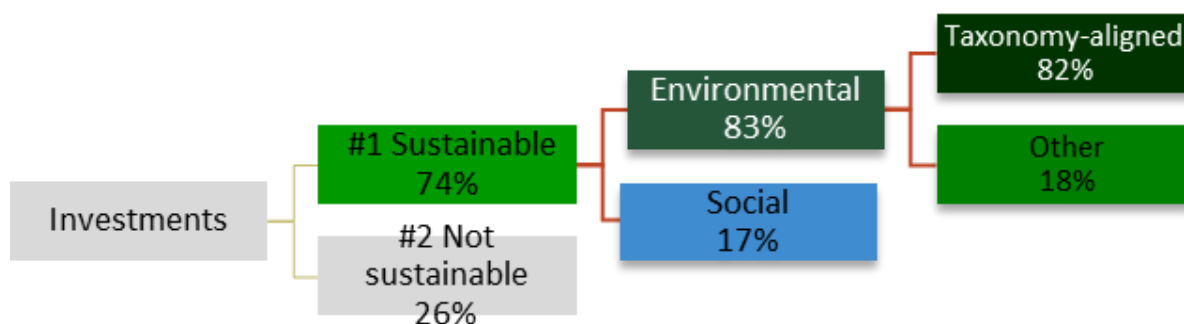 Investments
#1 Sustainable
74%
#2 Not
sustainable
26%
Environmental
83%
Social
17%
Taxonomy-aligned
82%
Other
18%